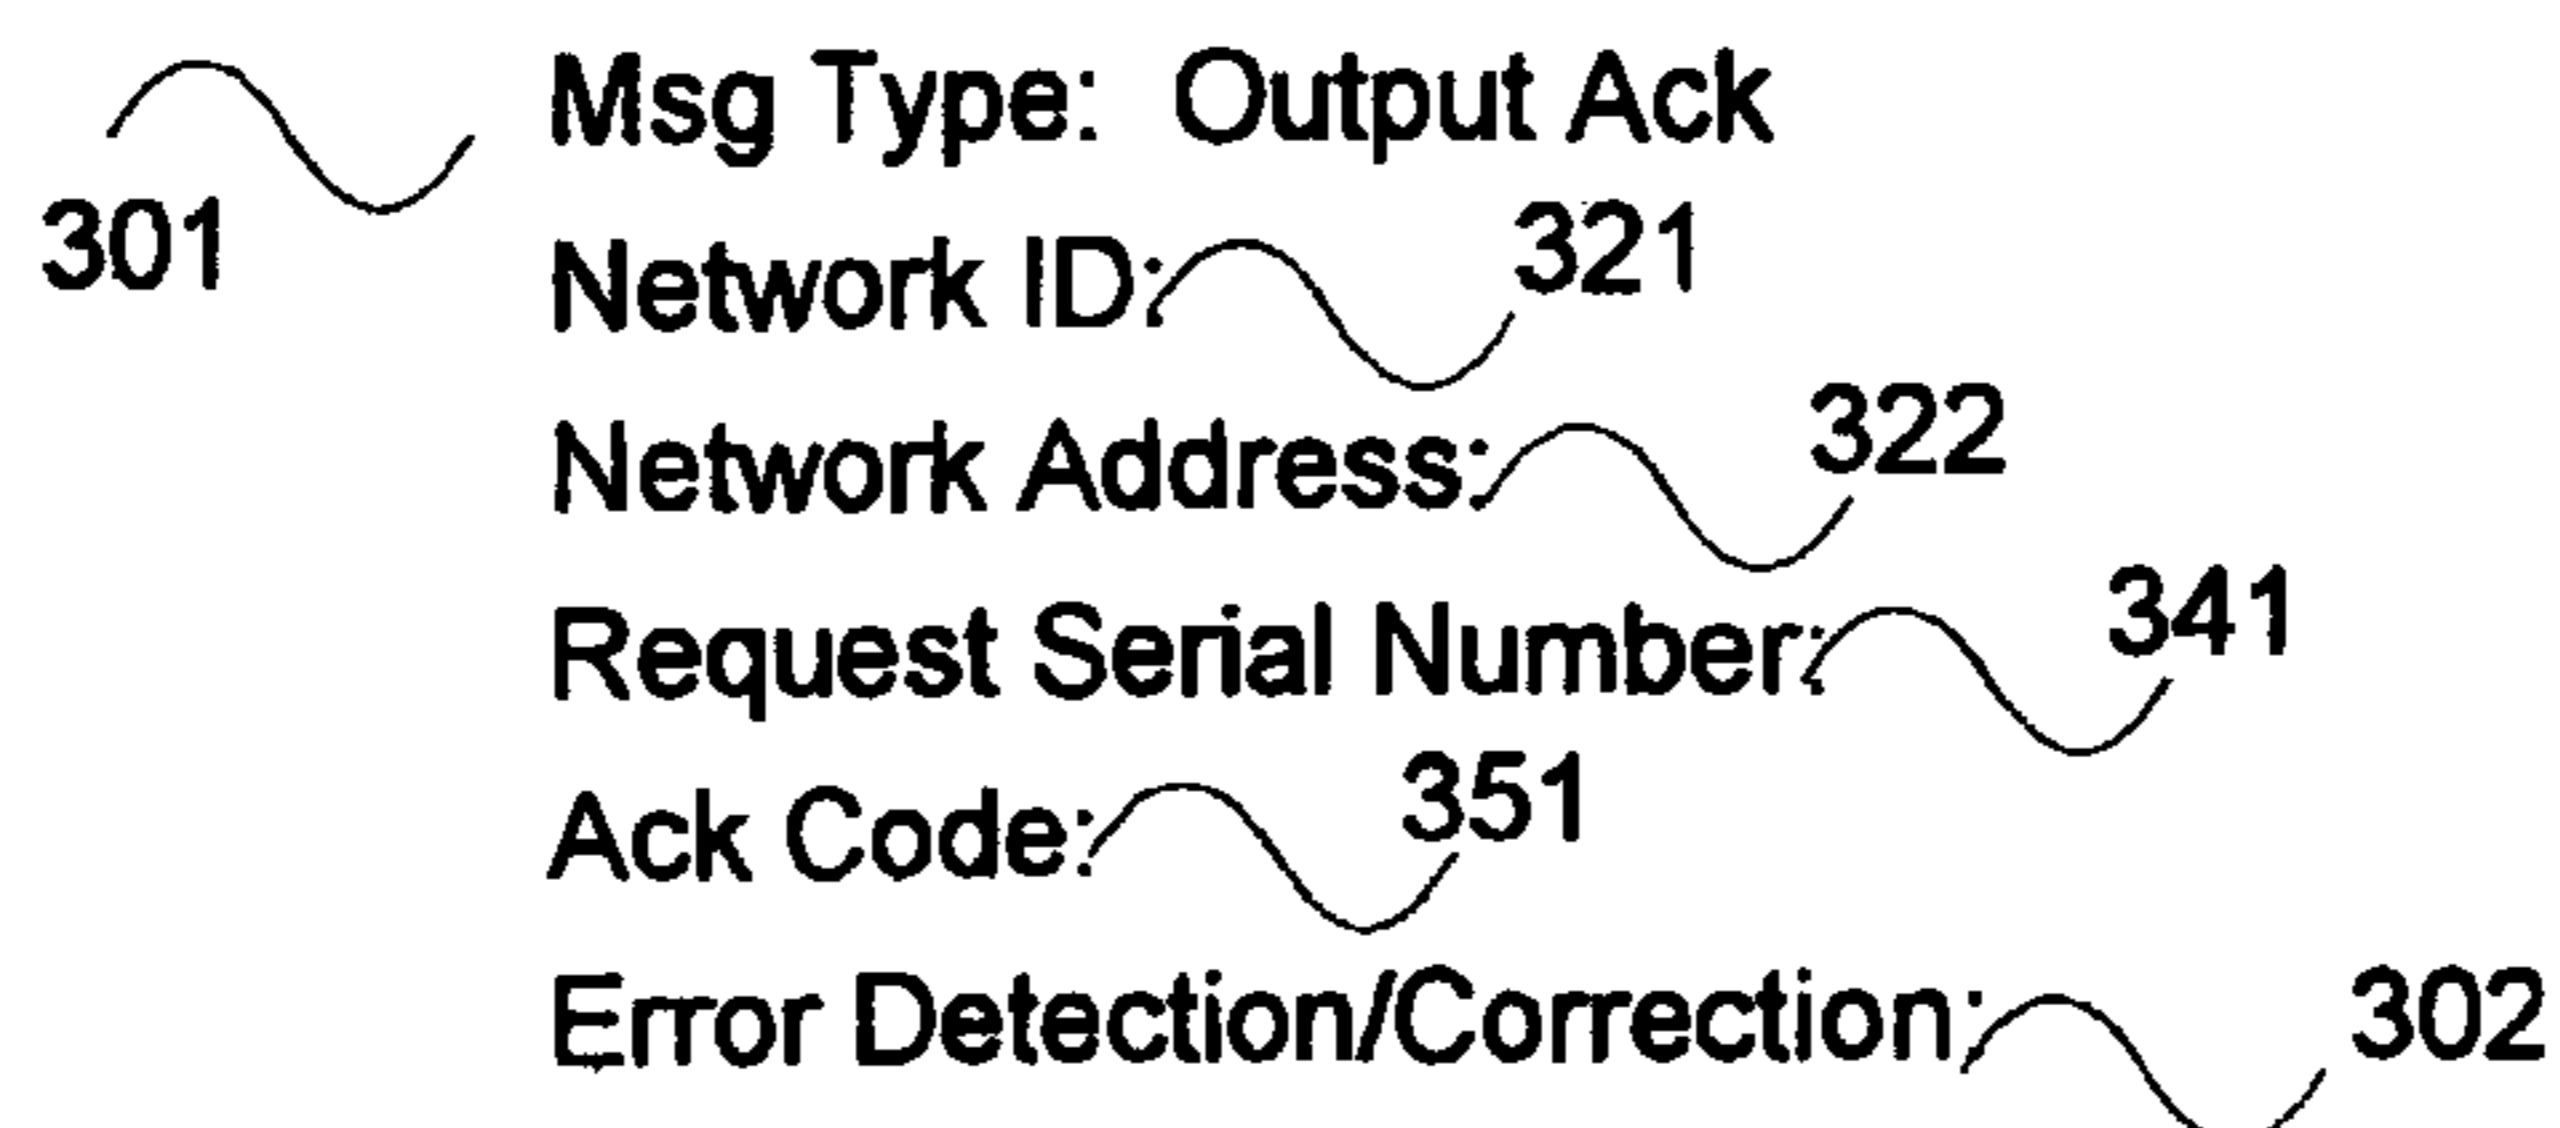 Msg Type: Output Ack
301
Network ID: 321
Network Address: 322
Request Serial Number: 341
Ack Code: 351
Error Detection/Correction: 302